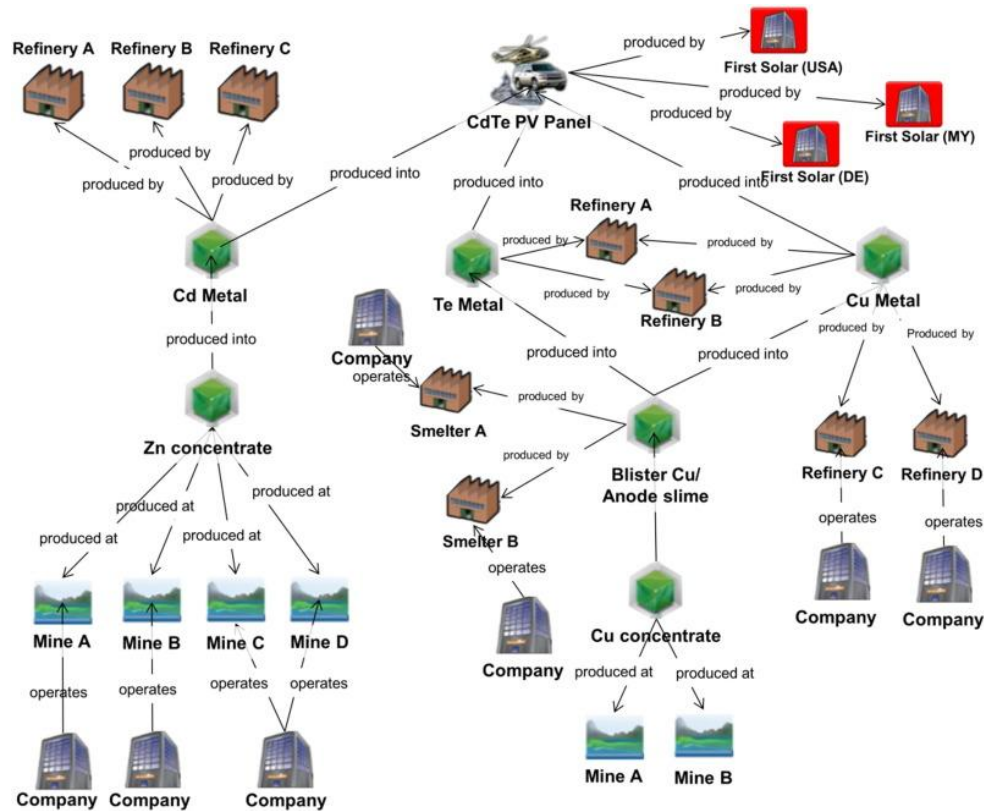 Refinery A
Refinery B
Refinery C
produced by
First Solar (USA)
produced by
First Solar (MY)
produced by
First Solar (DE)
CdTe PV Panel
produced by
produced by
produced by
produced into
produced into
produced into
Refinery A
produced by
produced by
Cd Metal
Te Metal
produced by
produced by
Refinery B
Cu Metal
produced into
Company
operates
produced into
produced into
produced by
Produced by
Smelter A
produced by
Zn concentrate
produced by
Blister Cu/
Anode slime
Refinery C
Refinery D
produced at
produced at
produced at
produced at
Smelter B
operates
operates
operates
Mine A
Mine B
Mine C
Mine D
Company
Cu concentrate
Company
Company
operates
operates
operates
produced at
produced at
Company
Company
Company
Mine A
Mine B